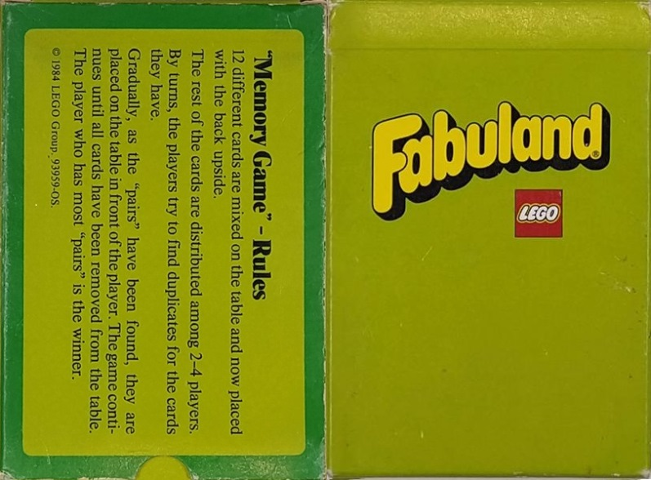 "Memory Game" - Rules
12 different cards are mixed on the table and now placed
with the back upside.
The rest of the cards are distributed among 2-4 players.
By turns, the players try to find duplicates for the cards
they have.
Gradually, as the "pairs" have been found, they are
placed on the table in front of the player. The game conti-
nues until all cards have been removed from the table.
The player who has most "pairs" is the winner.
© 1984 LEGO Group 93959-OS
Fabuland®
LEGO